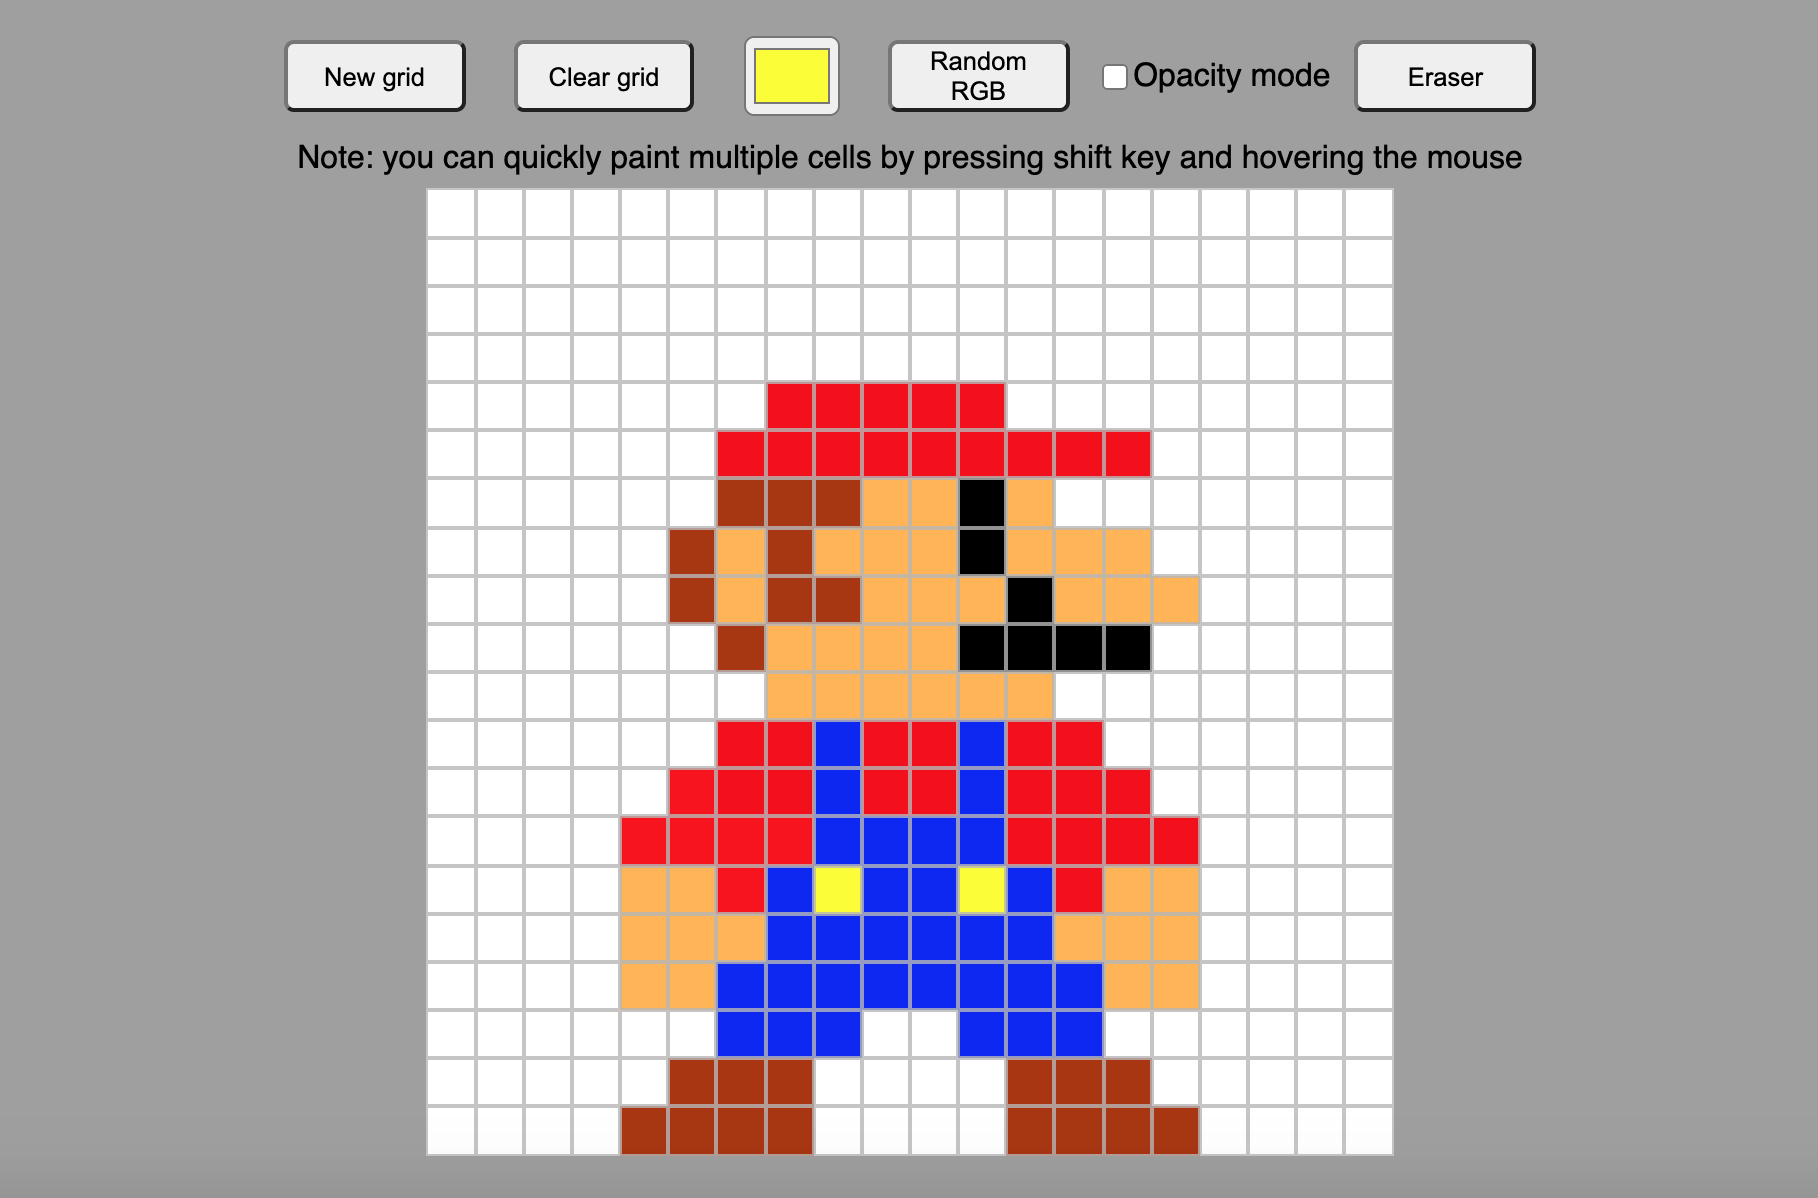 New grid
Clear grid
Random
RGB
Opacity mode
Eraser
Note: you can quickly paint multiple cells by pressing shift key and hovering the mouse